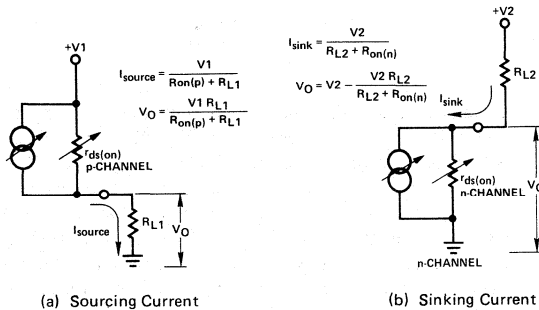 +V1
I source = V1 / Ron(p) + RL1
VO = V1 RL1 / Ron(p) + RL1
rds(on)
p-CHANNEL
RL1
VO
Isource
(a) Sourcing Current
+V2
Isink = V2 / RL2 + Ron(n)
VO = V2 - V2 RL2 / RL2 + Ron(n)
RL2
Isink
rds(on)
n-CHANNEL
n-CHANNEL
(b) Sinking Current